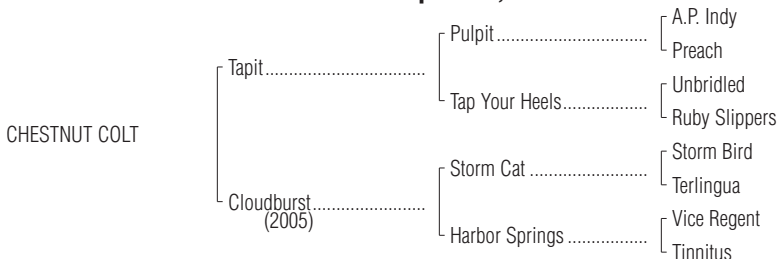 A.P. Indy
Pulpit
Preach
Tapit
Unbridled
Tap Your Heels
Ruby Slippers
CHESTNUT COLT
Storm Bird
Storm Cat
Terlingua
Cloudburst
(2005)
Vice Regent
Harbor Springs
Tinnitus